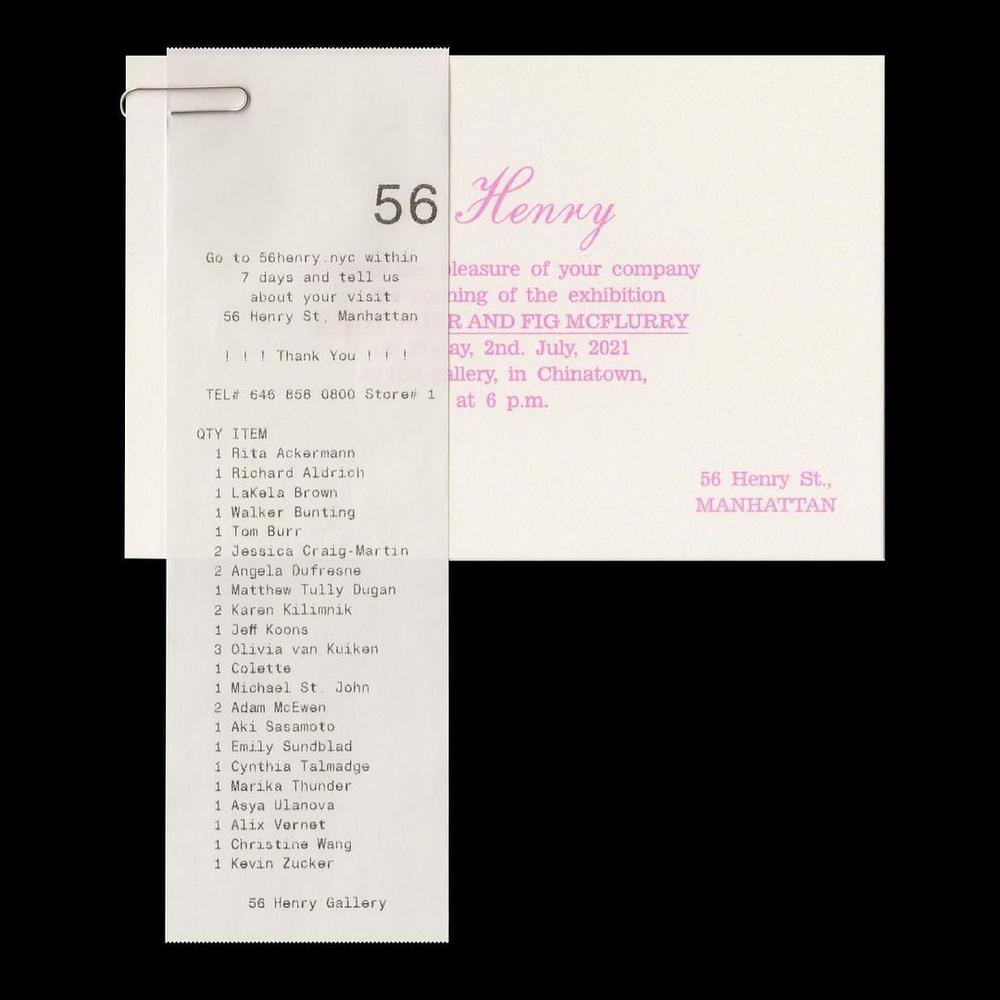 56 Henry
Go to 56henry.nyc within
7 days and tell us
about your visit.
56 Henry St, Manhattan
! ! ! Thank You ! ! !
TEL# 646 858 0800 Store# 1
QTY ITEM
1 Rita Ackermann
1 Richard Aldrich
1 LaKela Brown
1 Walker Bunting
1 Tom Burr
2 Jessica Craig-Martin
2 Angela Dufresne
1 Matthew Tully Dugan
2 Karen Kilimnik
1 Jeff Koons
3 Olivia van Kuiken
1 Colette
1 Michael St. John
2 Adam McEwen
1 Aki Sasamoto
1 Emily Sundblad
1 Cynthia Talmadge
1 Marika Thunder
1 Asya Ulanova
1 Alix Vernet
1 Christine Wang
1 Kevin Zucker
56 Henry Gallery
pleasure of your company
of the exhibition
AND FIG MCFLURRY
2nd. July, 2021
gallery, in Chinatown,
at 6 p.m.
56 Henry St.,
MANHATTAN